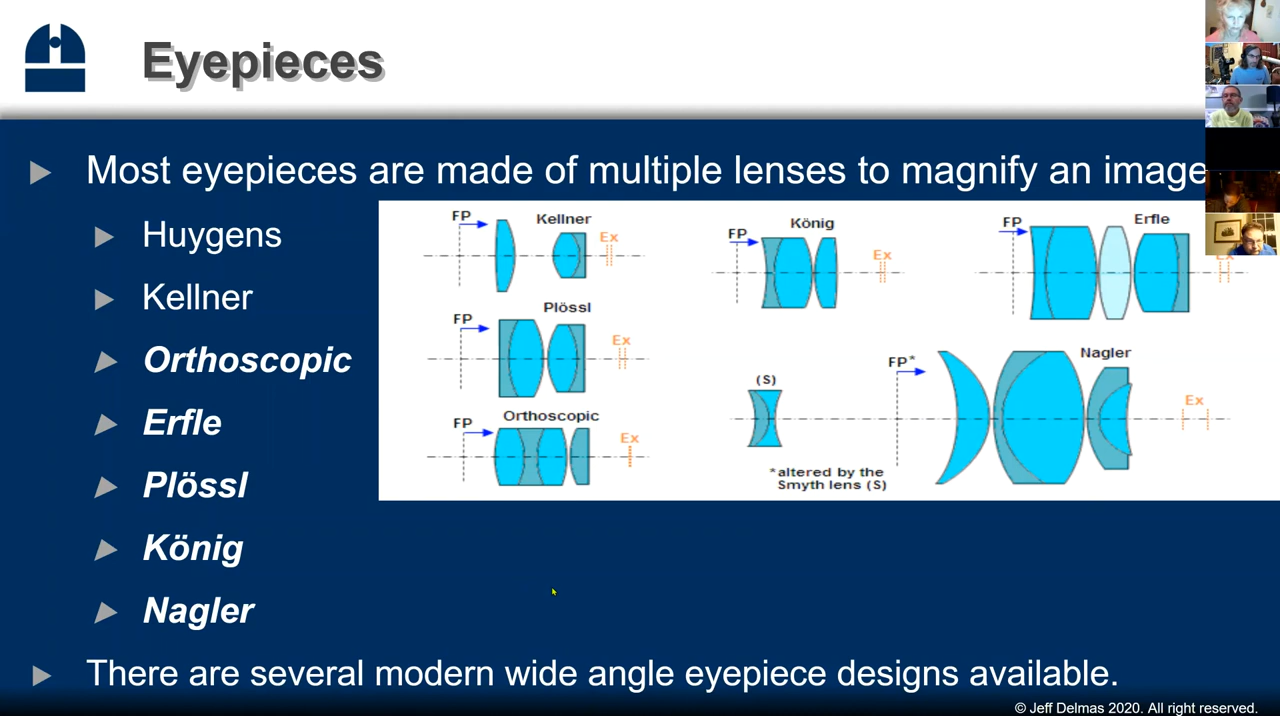 Eyepieces
Most eyepieces are made of multiple lenses to magnify an image
Huygens
Kellner
Orthoscopic
Erfle
Plössl
König
Nagler
FP
Kellner
Ex
FP
Plössl
Ex
FP
Orthoscopic
Ex
FP
König
Ex
FP
Erfle
Ex
(S)
FP*
Nagler
Ex
*altered by the
Smyth lens (S)
There are several modern wide angle eyepiece designs available.
© Jeff Delmas 2020. All right reserved.